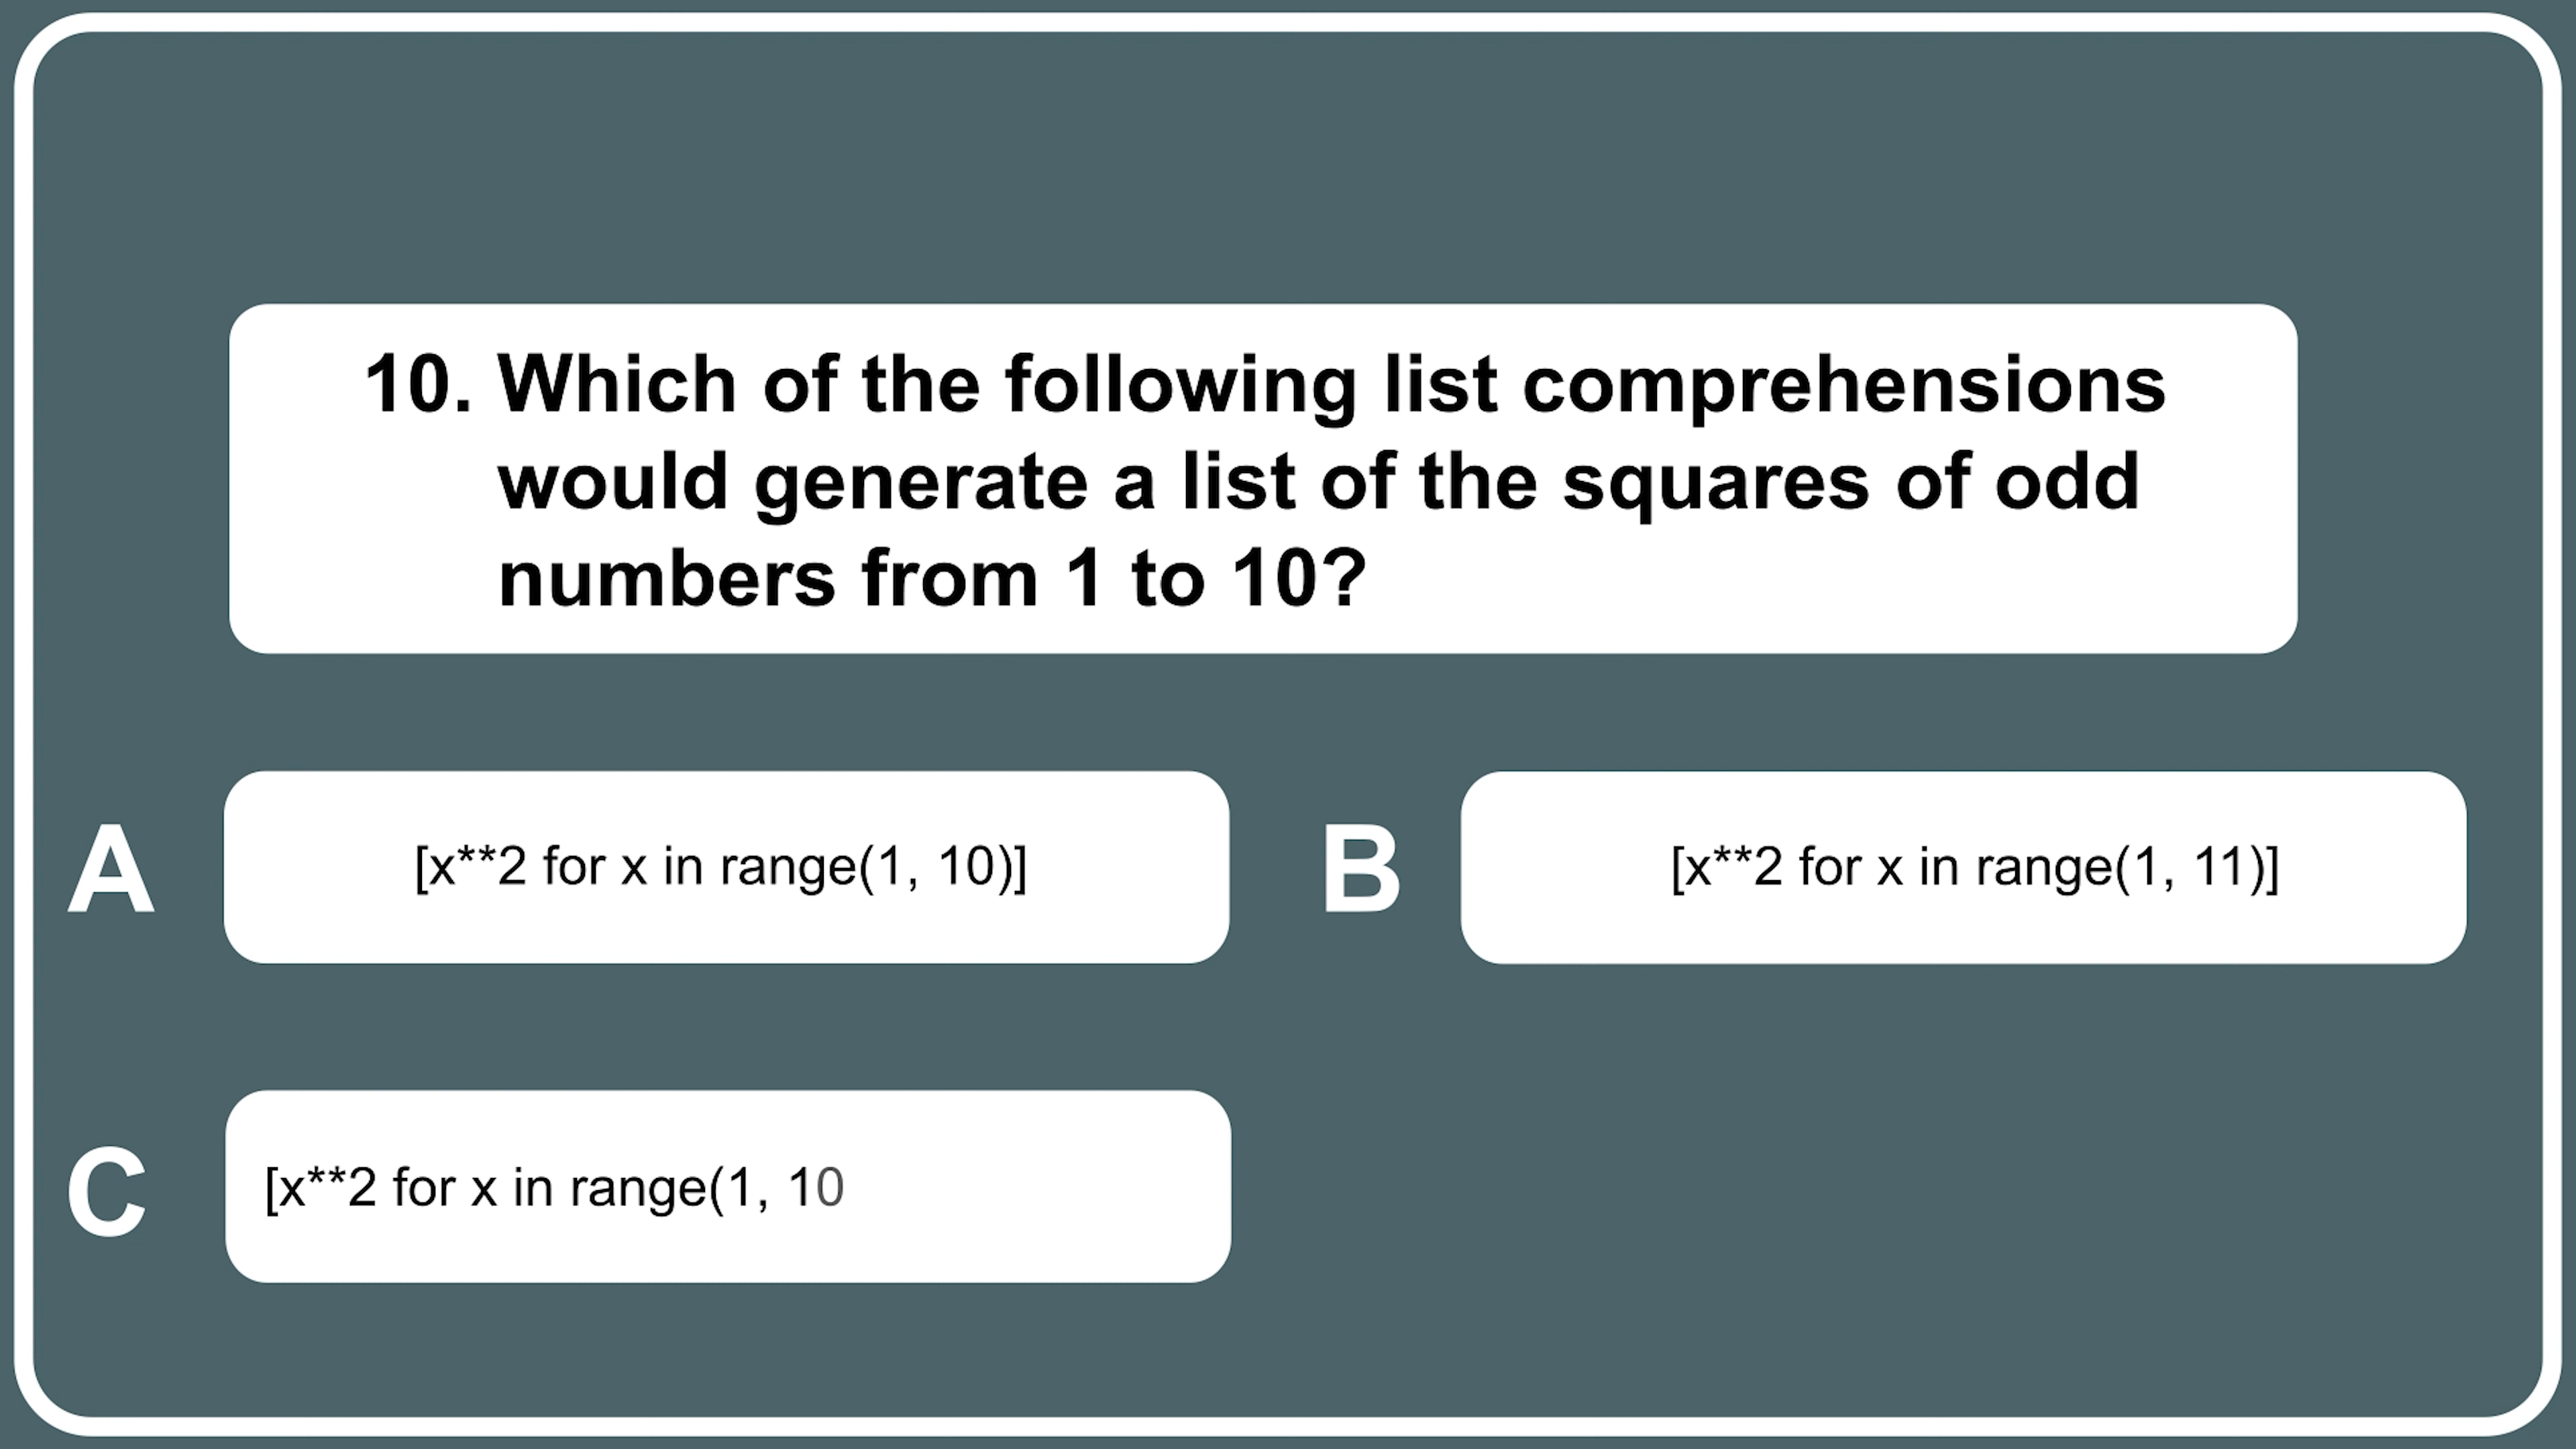 10. Which of the following list comprehensions
would generate a list of the squares of odd
numbers from 1 to 10?
A
[x**2 for x in range(1, 10)]
B
[x**2 for x in range(1, 11)]
C
[x**2 for x in range(1, 10